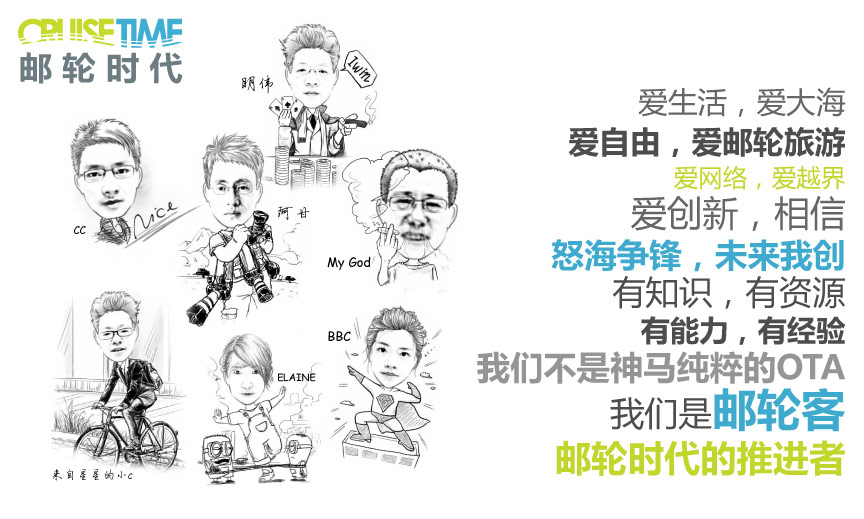 CRUISETIME
邮轮时代
明伟
I win
CC
Nice
阿甘
My God
来自星星的小C
ELAINE
BBC
爱生活，爱大海
爱自由，爱邮轮旅游
爱网络，爱越界
爱创新，相信
怒海争锋，未来我创
有知识，有资源
有能力，有经验
我们不是神马纯粹的OTA
我们是邮轮客
邮轮时代的推进者